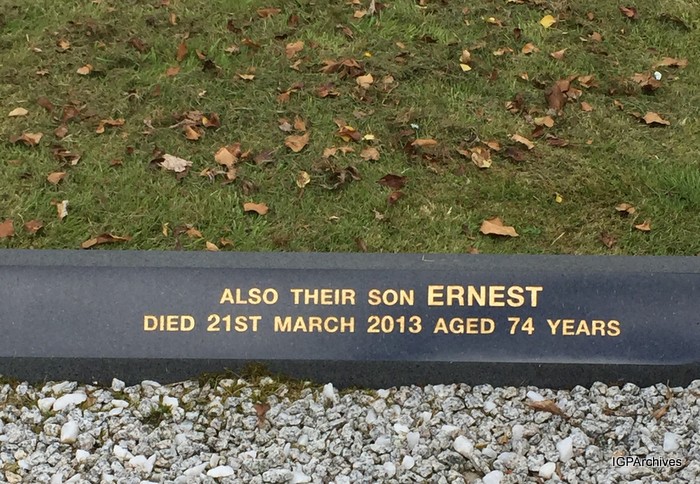 ALSO THEIR SON ERNEST
DIED 21ST MARCH 2013 AGED 74 YEARS
IGPArchives